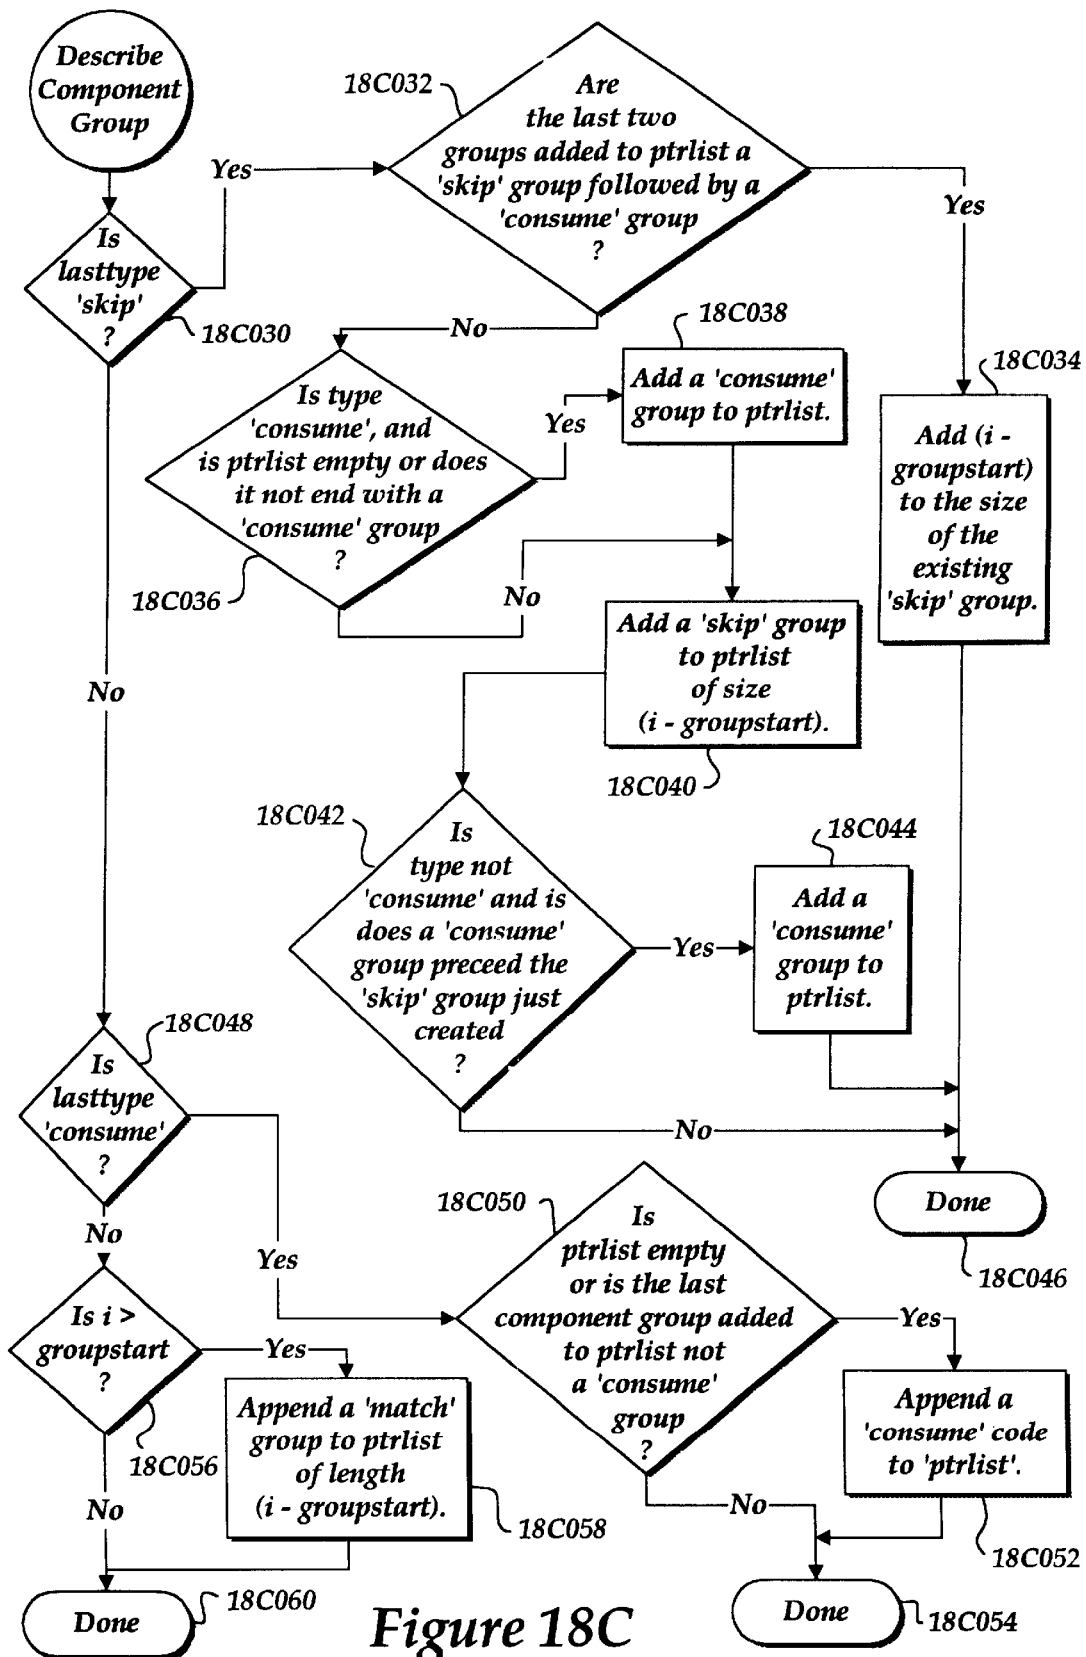 Describe
Component
Group
18C032
Are
the last two
groups added to ptrlist a
'skip' group followed by a
'consume' group
?
Yes
Yes
Is
lasttype
'skip'
?
18C030
No
18C038
18C034
Is type
'consume', and
is ptrlist empty or does
it not end with a
'consume' group
?
Yes
Add a 'consume'
group to ptrlist.
Add (i -
groupstart)
to the size
of the
existing
'skip' group.
18C036
No
Add a 'skip' group
to ptrlist
of size
(i - groupstart).
No
18C040
18C042
Is
type not
'consume' and is
does a 'consume'
group preceed the
'skip' group just
created
?
Yes
18C044
Add a
'consume'
group to
ptrlist.
No
18C048
Is
lasttype
'consume'
?
Done
18C046
No
Yes
18C050
Is
ptrlist empty
or is the last
component group added
to ptrlist not
a 'consume'
group
?
Yes
Is i >
groupstart
?
Yes
18C056
Append a 'match'
group to ptrlist
of length
(i - groupstart).
18C058
Append a
'consume' code
to 'ptrlist'.
No
No
18C052
Done
18C060
Done
18C054
Figure 18C